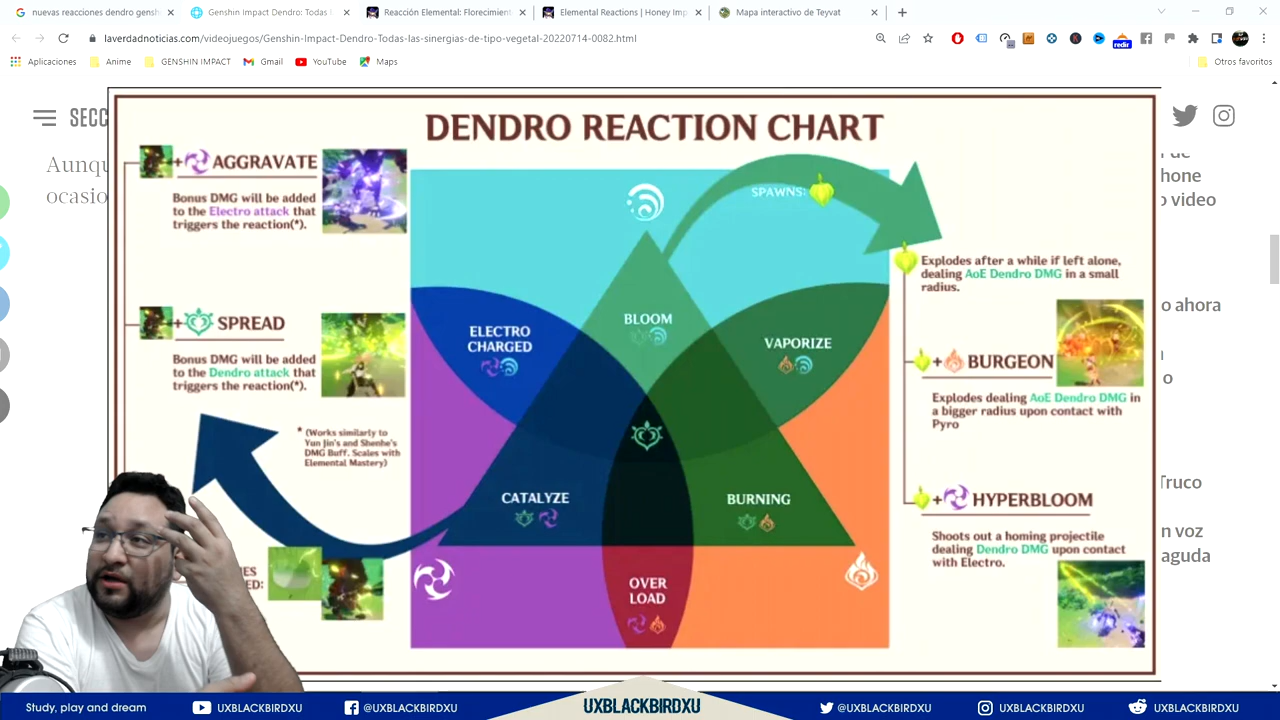 nuevas reacciones dendro gensh
Genshin Impact Dendro: Todas l
Reacción Elemental: Florecimient
Elemental Reactions | Honey Imp
Mapa interactivo de Teyvat
laverdadnoticias.com/videojuegos/Genshin-Impact-Dendro-Todas-las-sinergias-de-tipo-vegetal-20220714-0082.html
redir
Aplicaciones
Anime
GENSHIN IMPACT
Gmail
YouTube
Maps
Otros favoritos
SECC
Aunqu
ocasio
DENDRO REACTION CHART
+ AGGRAVATE
Bonus DMG will be added
to the Electro attack that
triggers the reaction(*).
+ SPREAD
Bonus DMG will be added
to the Dendro attack that
triggers the reaction(*).
* (Works similarly to
Yun Jin's and Shenhe's
DMG Buff. Scales with
Elemental Mastery)
ELECTRO
CHARGED
BLOOM
VAPORIZE
CATALYZE
BURNING
OVER
LOAD
SPAWNS:
Explodes after a while if left alone,
dealing AoE Dendro DMG in a small
radius.
+ BURGEON
Explodes dealing AoE Dendro DMG in
a bigger radius upon contact with
Pyro
+ HYPERBLOOM
Shoots out a homing projectile
dealing Dendro DMG upon contact
with Electro.
phone
o video
o ahora
Truco
n voz
aguda
Study, play and dream
UXBLACKBIRDXU
@UXBLACKBIRDXU
UXBLACKBIRDXU
@UXBLACKBIRDXU
UXBLACKBIRDXU
UXBLACKBIRDXU